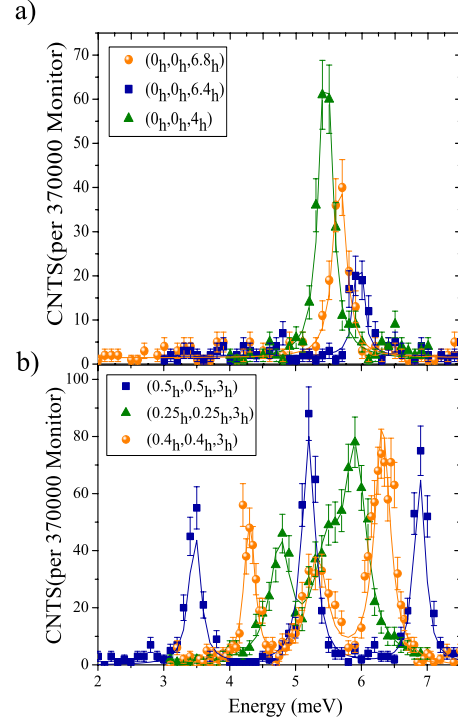 a)
CNTS(per 370000 Monitor)
70
60
50
40
30
20
10
0
(0h,0h,6.8h)
(0h,0h,6.4h)
(0h,0h,4h)
b)
CNTS(per 370000 Monitor)
100
80
60
40
20
0
(0.5h,0.5h,3h)
(0.25h,0.25h,3h)
(0.4h,0.4h,3h)
2 3 4 5 6 7
Energy (meV)